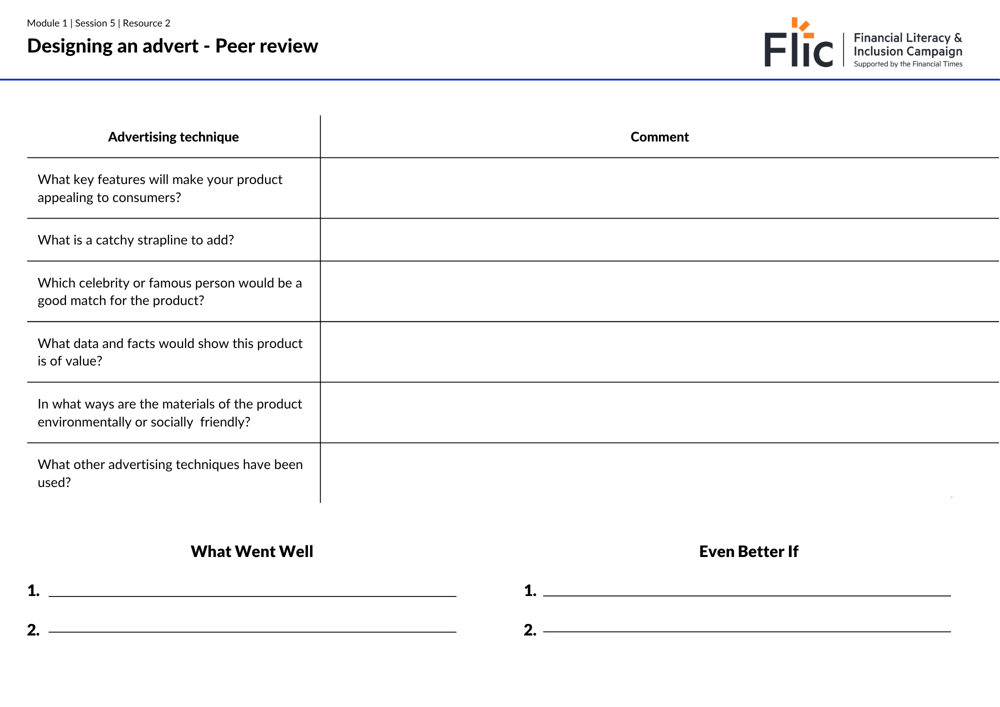 Module 1 | Session 5 | Resource 2
Designing an advert - Peer review
Flic
Financial Literacy &
Inclusion Campaign
Supported by the Financial Times
Advertising technique
Comment
What key features will make your product
appealing to consumers?
What is a catchy strapline to add?
Which celebrity or famous person would be a
good match for the product?
What data and facts would show this product
is of value?
In what ways are the materials of the product
environmentally or socially  friendly?
What other advertising techniques have been
used?
What Went Well
1.
2.
Even Better If
1.
2.